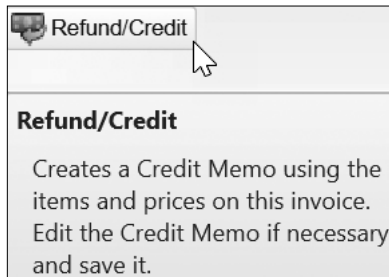 Refund/Credit
Refund/Credit
Creates a Credit Memo using the
items and prices on this invoice.
Edit the Credit Memo if necessary
and save it.